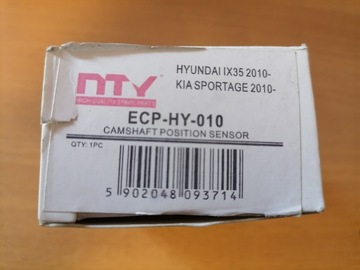 NTY
HIGH QUALITY SPARE PARTS
HYUNDAI IX35 2010-
KIA SPORTAGE 2010-
ECP-HY-010
CAMSHAFT POSITION SENSOR
QTY: 1PC
5 902048 093714